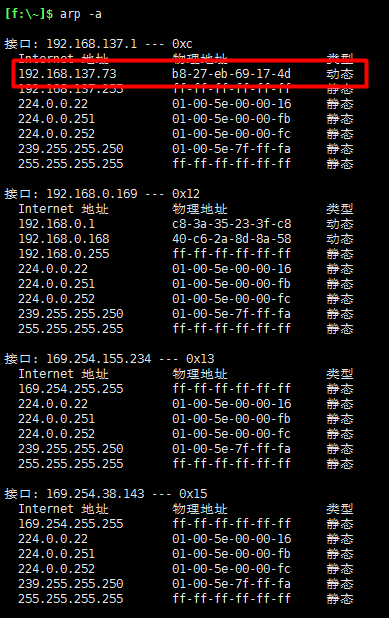 [f:\~]$ arp -a
接口: 192.168.137.1 --- 0xc
Internet 地址 物理地址 类型
192.168.137.73 b8-27-eb-69-17-4d 动态
192.168.137.255 ff-ff-ff-ff-ff-ff 静态
224.0.0.22 01-00-5e-00-00-16 静态
224.0.0.251 01-00-5e-00-00-fb 静态
224.0.0.252 01-00-5e-00-00-fc 静态
239.255.255.250 01-00-5e-7f-ff-fa 静态
255.255.255.255 ff-ff-ff-ff-ff-ff 静态
接口: 192.168.0.169 --- 0x12
Internet 地址 物理地址 类型
192.168.0.1 c8-3a-35-23-3f-c8 动态
192.168.0.168 40-c6-2a-8d-8a-58 动态
192.168.0.255 ff-ff-ff-ff-ff-ff 静态
224.0.0.22 01-00-5e-00-00-16 静态
224.0.0.251 01-00-5e-00-00-fb 静态
224.0.0.252 01-00-5e-00-00-fc 静态
239.255.255.250 01-00-5e-7f-ff-fa 静态
255.255.255.255 ff-ff-ff-ff-ff-ff 静态
接口: 169.254.155.234 --- 0x13
Internet 地址 物理地址 类型
169.254.255.255 ff-ff-ff-ff-ff-ff 静态
224.0.0.22 01-00-5e-00-00-16 静态
224.0.0.251 01-00-5e-00-00-fb 静态
224.0.0.252 01-00-5e-00-00-fc 静态
239.255.255.250 01-00-5e-7f-ff-fa 静态
255.255.255.255 ff-ff-ff-ff-ff-ff 静态
接口: 169.254.38.143 --- 0x15
Internet 地址 物理地址 类型
169.254.255.255 ff-ff-ff-ff-ff-ff 静态
224.0.0.22 01-00-5e-00-00-16 静态
224.0.0.251 01-00-5e-00-00-fb 静态
224.0.0.252 01-00-5e-00-00-fc 静态
239.255.255.250 01-00-5e-7f-ff-fa 静态
255.255.255.255 ff-ff-ff-ff-ff-ff 静态